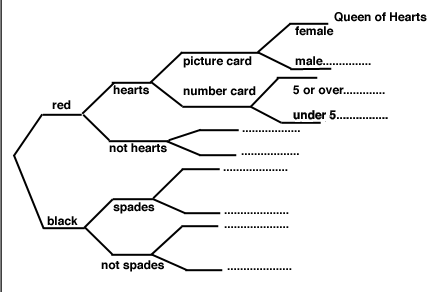 Queen of Hearts
female
picture card
male...............
hearts
number card
5 or over.............
red
under 5.................
....................
not hearts
....................
......................
black
spades
......................
......................
not spades
......................